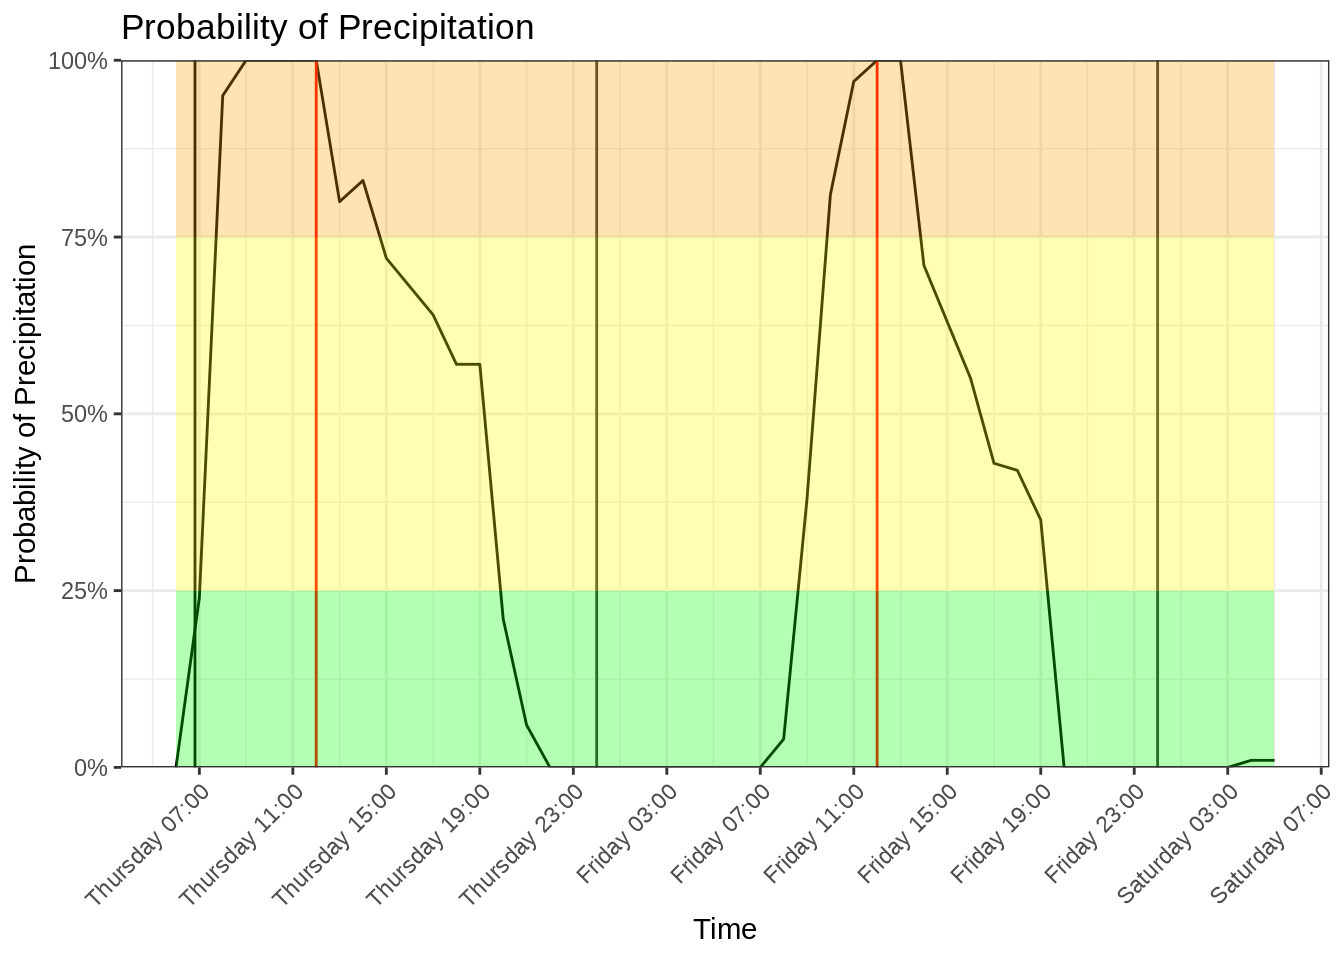 Probability of Precipitation
Probability of Precipitation
100%
75%
50%
25%
0%
Thursday 07:00
Thursday 11:00
Thursday 15:00
Thursday 19:00
Thursday 23:00
Friday 03:00
Friday 07:00
Friday 11:00
Friday 15:00
Friday 19:00
Friday 23:00
Saturday 03:00
Saturday 07:00
Time